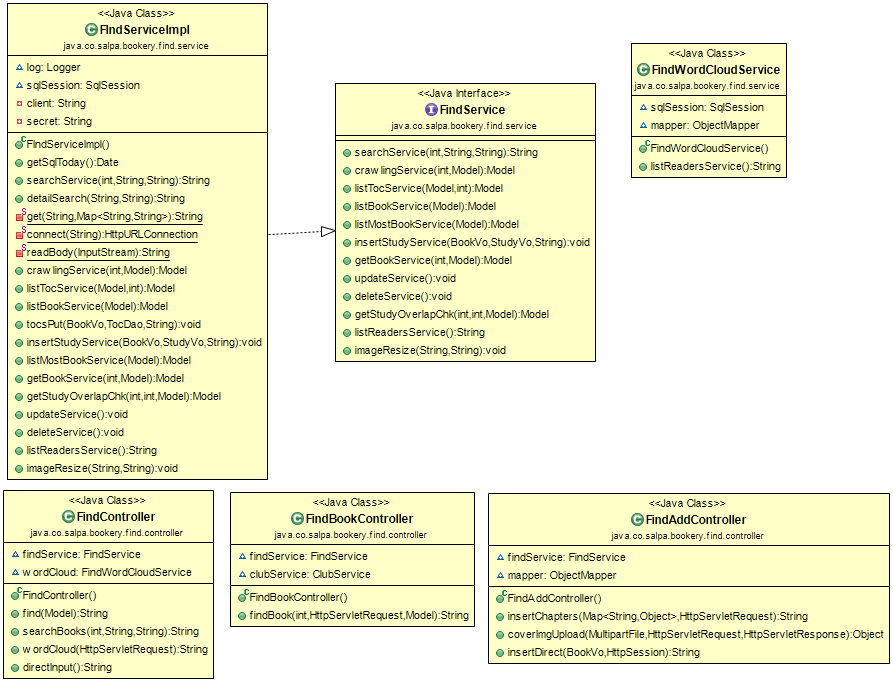 <<Java Class>>
FIndServiceImpl
java.co.salpa.bookery.find.service
log: Logger
sqlSession: SqlSession
client: String
secret: String
FIndServiceImpl()
getSqlToday():Date
searchService(int,String,String):String
detailSearch(String,String):String
get(String,Map<String,String>):String
connect(String):HttpURLConnection
readBody(InputStream):String
crawlingService(int,Model):Model
listTocService(Model,int):Model
listBookService(Model):Model
tocsPut(BookVo,TocDao,String):void
insertStudyService(BookVo,StudyVo,String):void
listMostBookService(Model):Model
getBookService(int,Model):Model
getStudyOverlapChk(int,int,Model):Model
updateService():void
deleteService():void
listReadersService():String
imageResize(String,String):void
<<Java Interface>>
FindService
java.co.salpa.bookery.find.service
searchService(int,String,String):String
crawlingService(int,Model):Model
listTocService(Model,int):Model
listBookService(Model):Model
listMostBookService(Model):Model
insertStudyService(BookVo,StudyVo,String):void
getBookService(int,Model):Model
updateService():void
deleteService():void
getStudyOverlapChk(int,int,Model):Model
listReadersService():String
imageResize(String,String):void
<<Java Class>>
FindWordCloudService
java.co.salpa.bookery.find.service
sqlSession: SqlSession
mapper: ObjectMapper
FindWordCloudService()
listReadersService():String
<<Java Class>>
FindController
java.co.salpa.bookery.find.controller
findService: FindService
wordCloud: FindWordCloudService
FindController()
find(Model):String
searchBooks(int,String,String):String
wordCloud(HttpServletRequest):String
directInput():String
<<Java Class>>
FindBookController
java.co.salpa.bookery.find.controller
findService: FindService
clubService: ClubService
FindBookController()
findBook(int,HttpServletRequest,Model):String
<<Java Class>>
FindAddController
java.co.salpa.bookery.find.controller
findService: FindService
mapper: ObjectMapper
FindAddController()
insertChapters(Map<String,Object>,HttpServletRequest):String
coverImgUpload(MultipartFile,HttpServletRequest,HttpServletResponse):Object
insertDirect(BookVo,HttpSession):String